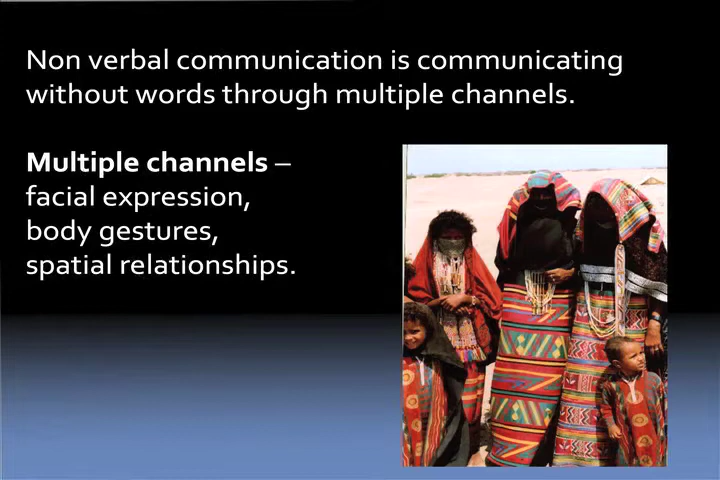 Non verbal communication is communicating
without words through multiple channels.
Multiple channels –
facial expression,
body gestures,
spatial relationships.